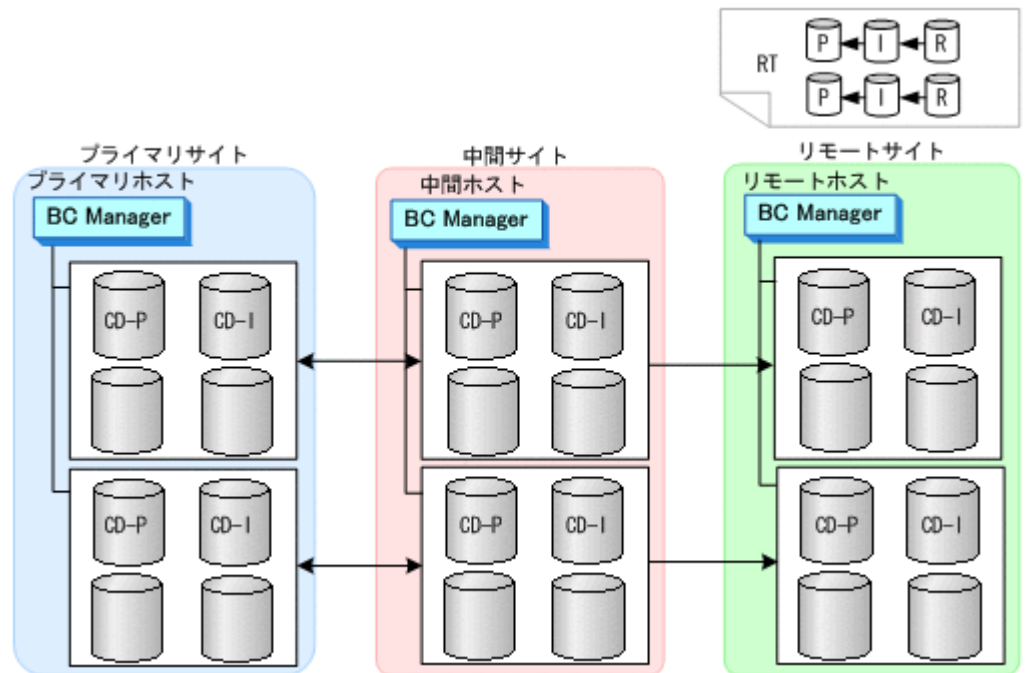 P I R
RT
P I R
プライマリサイト 中間サイト リモートサイト
プライマリホスト 中間ホスト リモートホスト
BC Manager BC Manager BC Manager
CD-P CD-I CD-P CD-I CD-P CD-I
CD-P CD-I CD-P CD-I CD-P CD-I